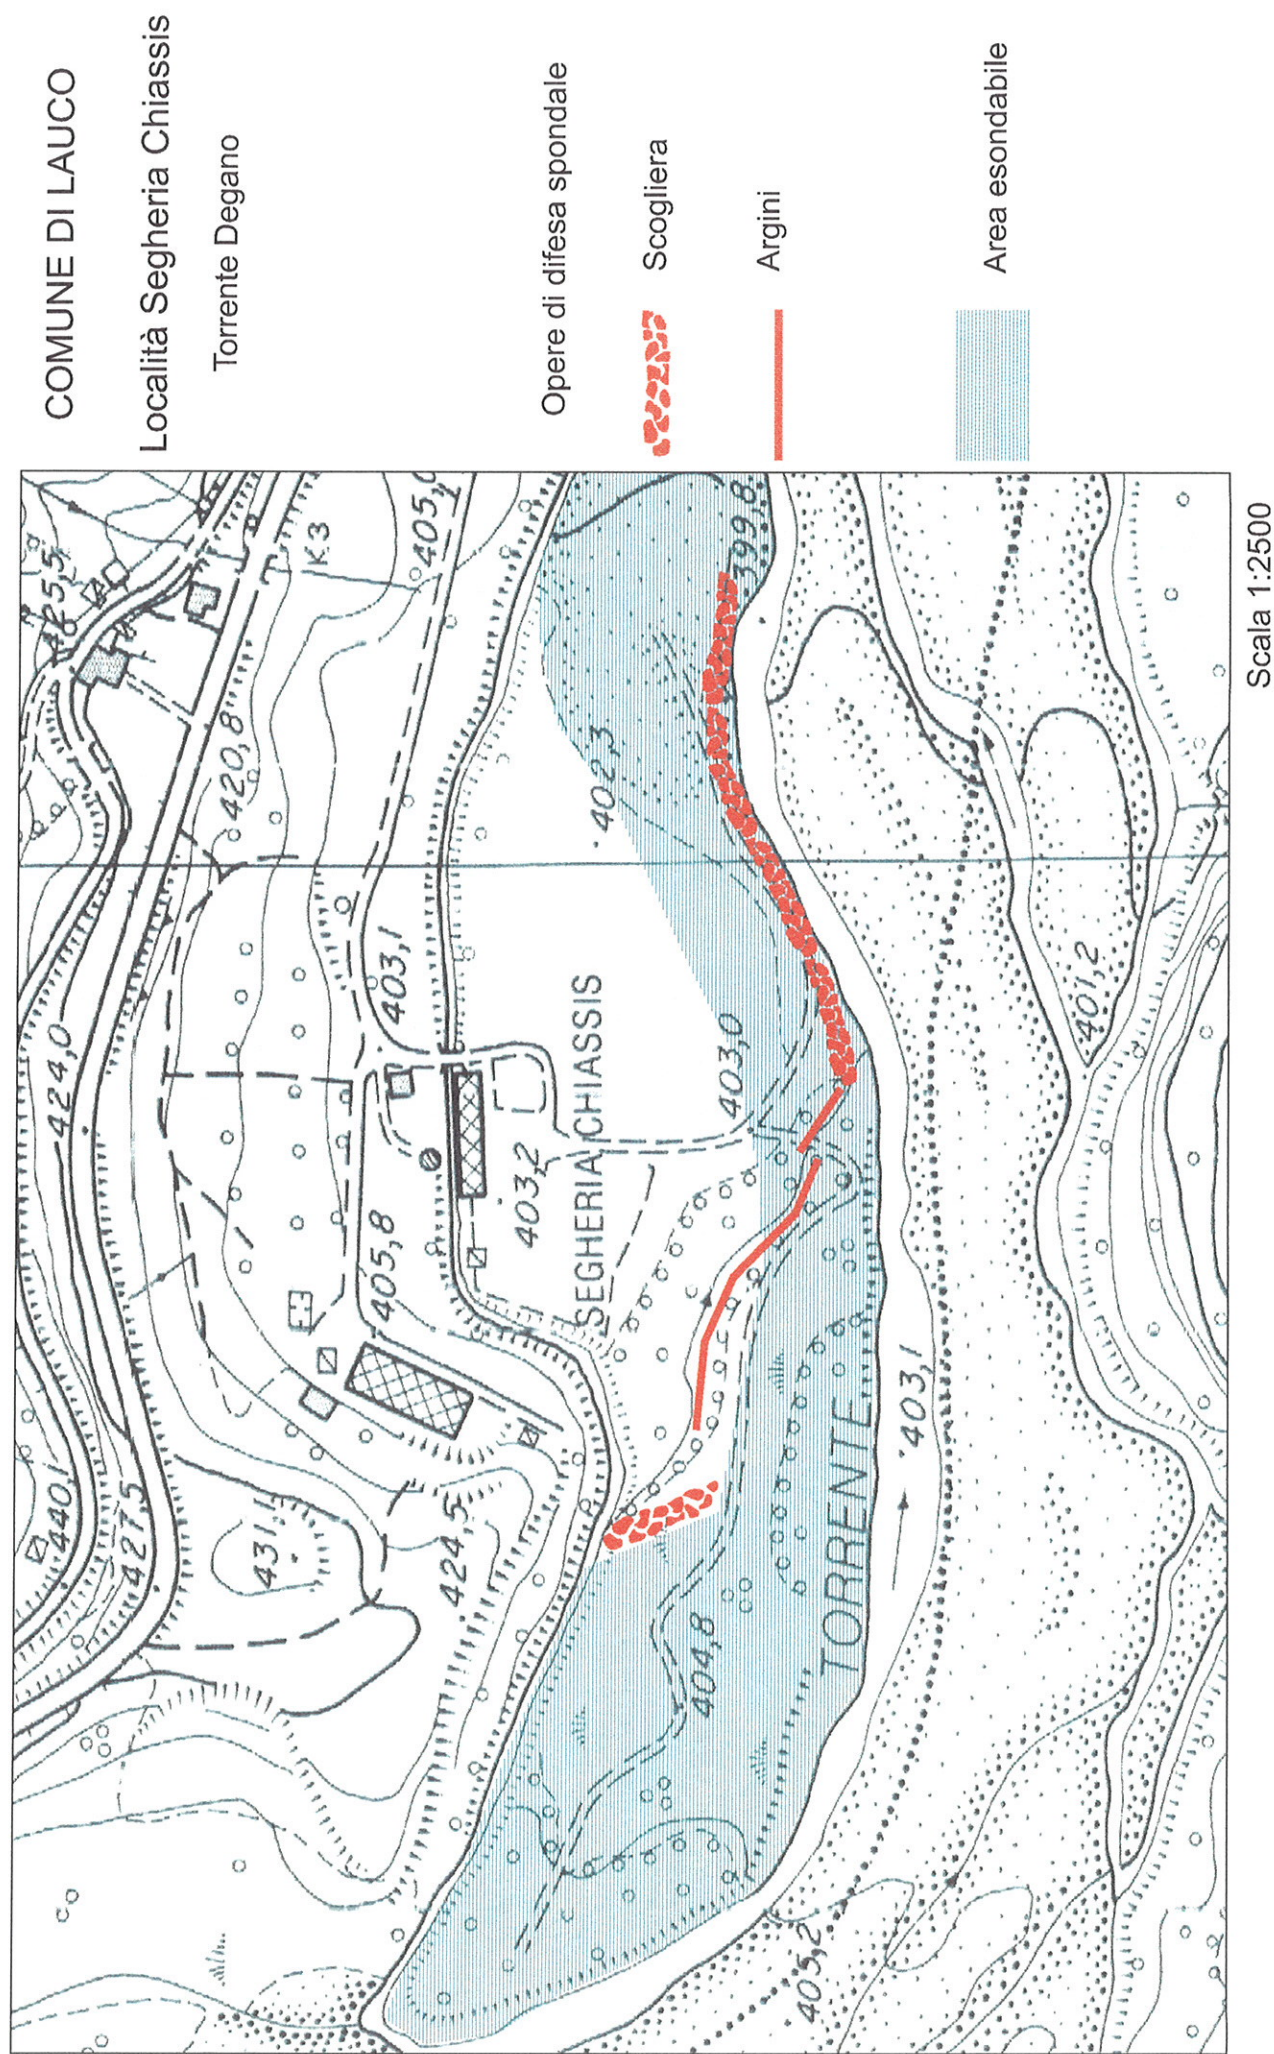 COMUNE DI LAUCO
Località Segheria Chiassis
Torrente Degano
Opere di difesa spondale
Scogliera
Argini
Area esondabile
440,1
427,5
424,0
425,5
431,1
420,8
K3
424,5
405,8
403,1
403,2
SEGHERIA CHIASSIS
402,3
403,0
399,8
404,8
TORRENTE
403,1
401,2
405,2
Scala 1:2500